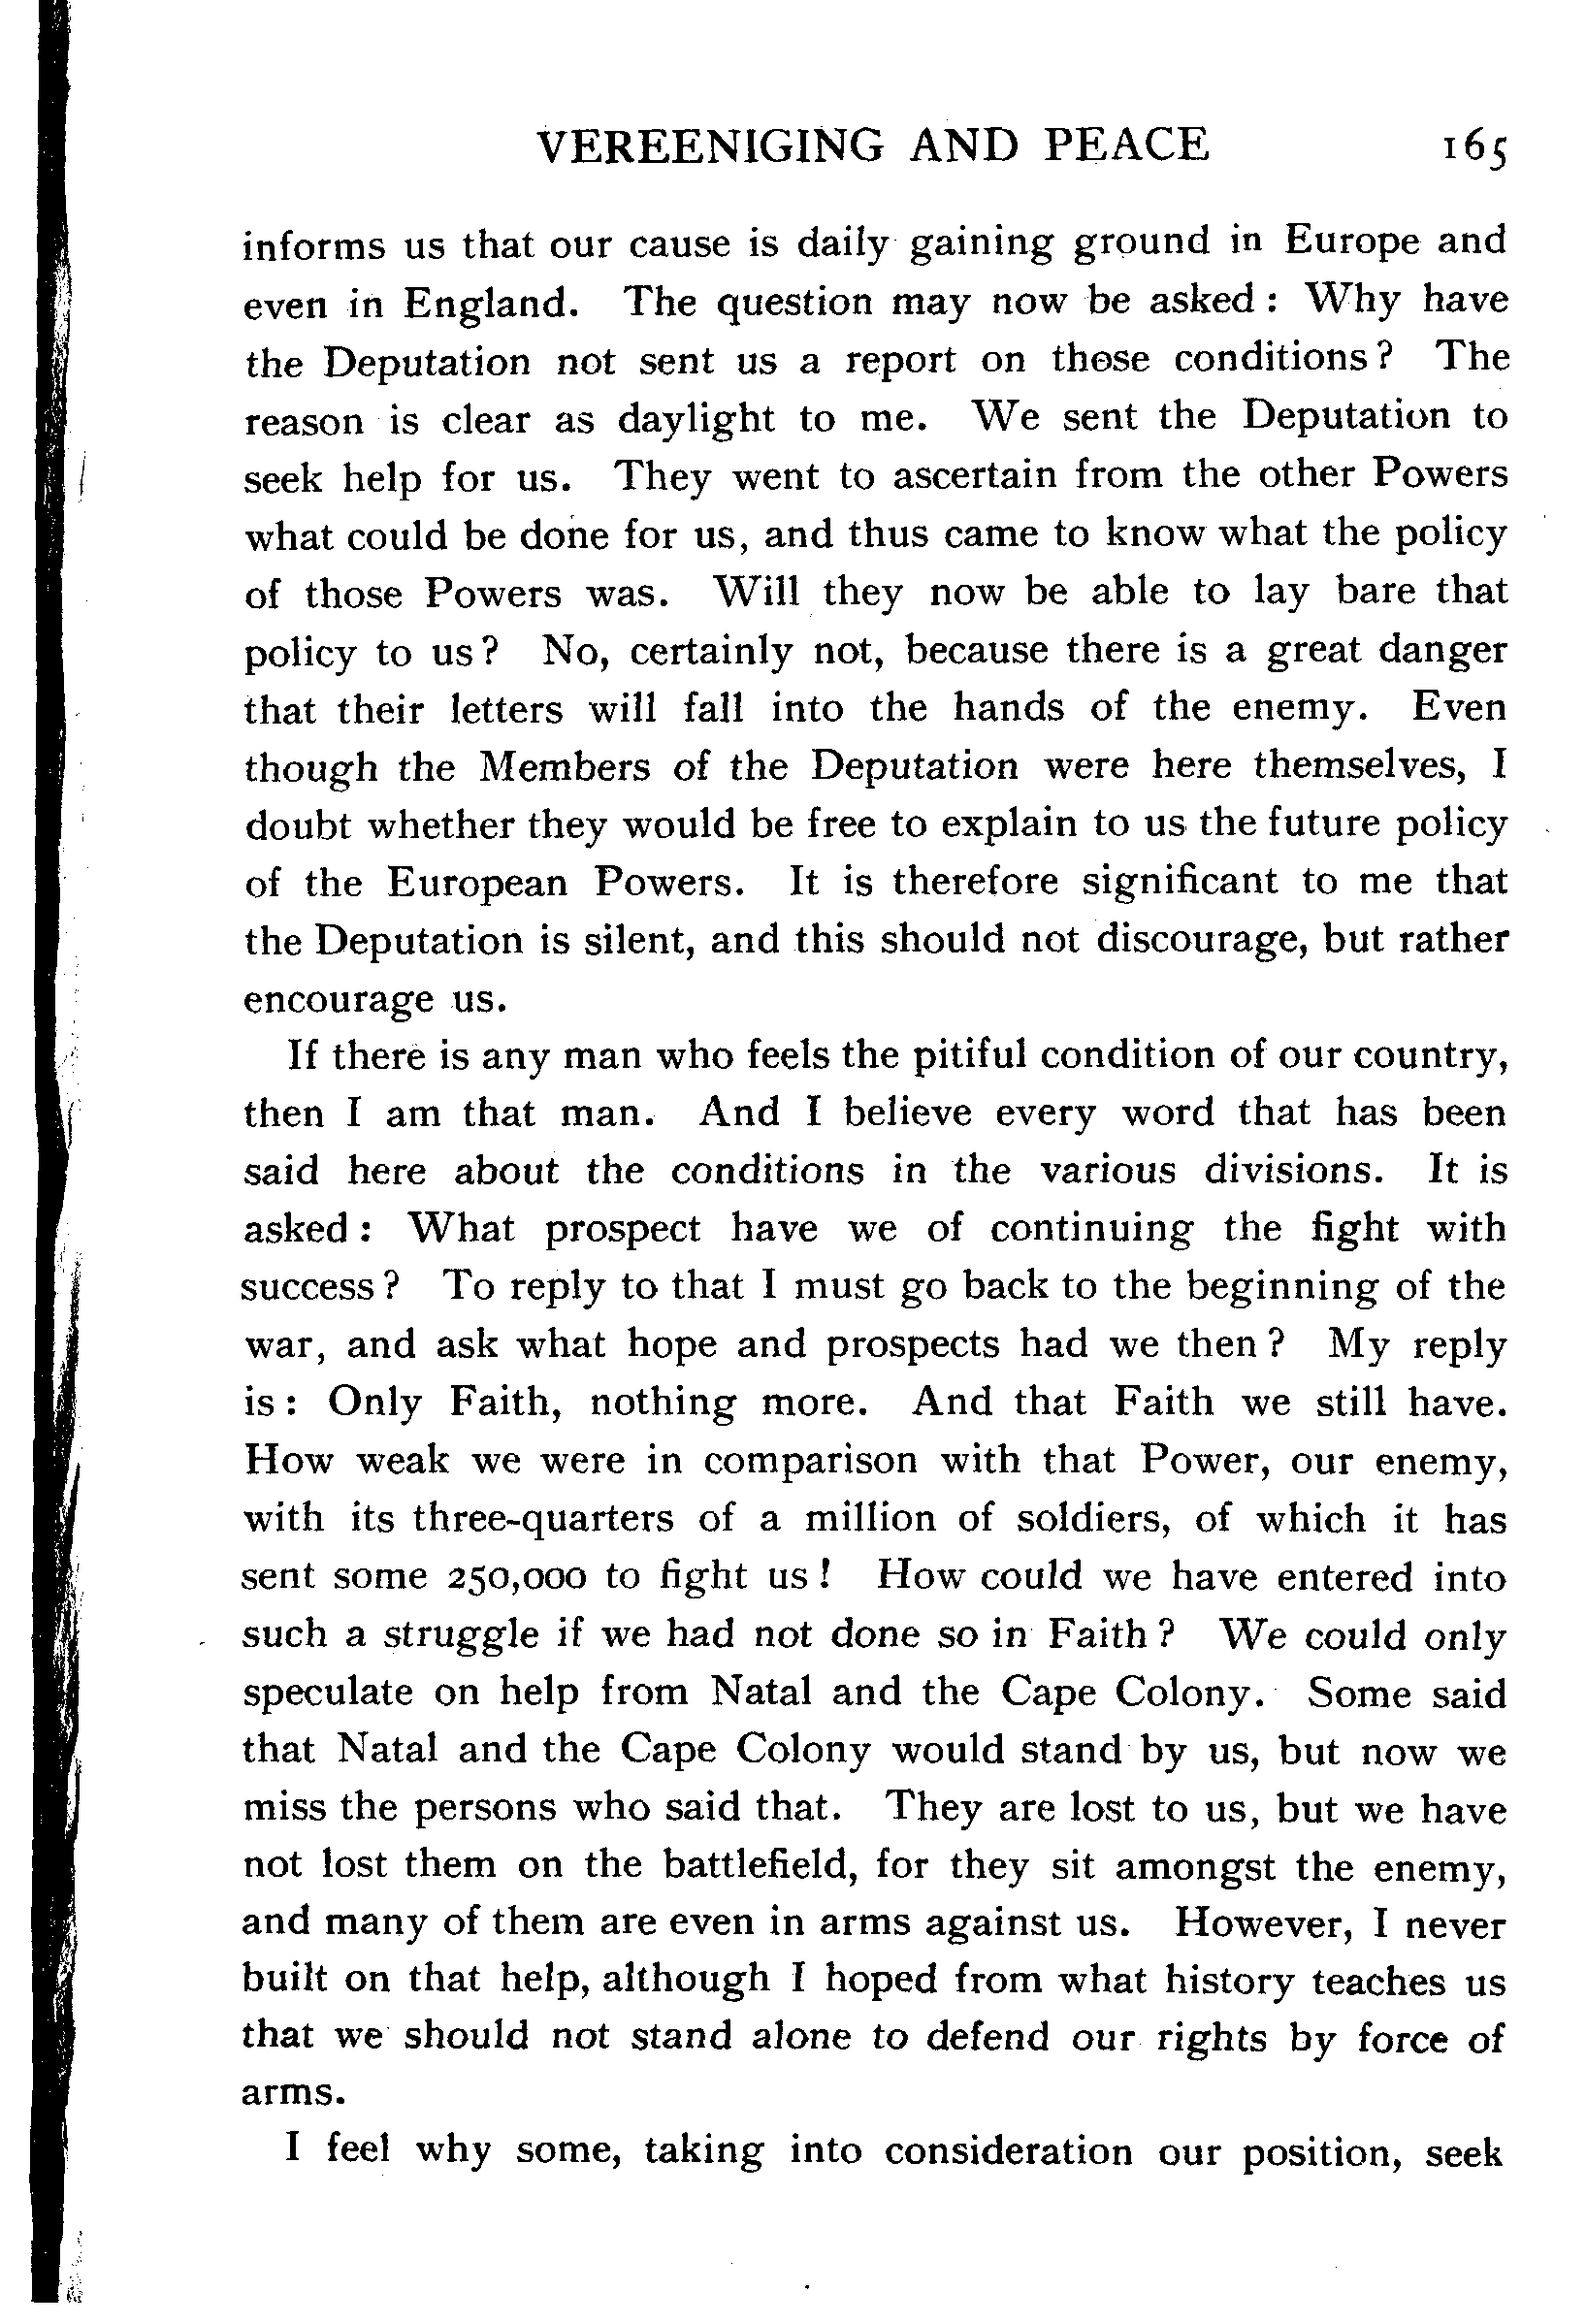 VEREENIGING AND PEACE 165
informs us that our cause is daily gaining ground in Europe and
even in England. The question may now be asked : Why have
the Deputation not sent us a report on these conditions ? The
reason is clear as daylight to me. We sent the Deputation to
seek help for us. They went to ascertain from the other Powers
what could be done for us, and thus came to know what the policy
of those Powers was. Will they now be able to lay bare that
policy to us ? No, certainly not, because there is a great danger
that their letters will fall into the hands of the enemy. Even
though the Members of the Deputation were here themselves, I
doubt whether they would be free to explain to us the future policy
of the European Powers. It is therefore significant to me that
the Deputation is silent, and this should not discourage, but rather
encourage us.
If there is any man who feels the pitiful condition of our country,
then I am that man. And I believe every word that has been
said here about the conditions in the various divisions. It is
asked : What prospect have we of continuing the fight with
success ? To reply to that I must go back to the beginning of the
war, and ask what hope and prospects had we then ? My reply
is : Only Faith, nothing more. And that Faith we still have.
How weak we were in comparison with that Power, our enemy,
with its three-quarters of a million of soldiers, of which it has
sent some 250,000 to fight us ! How could we have entered into
such a struggle if we had not done so in Faith ? We could only
speculate on help from Natal and the Cape Colony. Some said
that Natal and the Cape Colony would stand by us, but now we
miss the persons who said that. They are lost to us, but we have
not lost them on the battlefield, for they sit amongst the enemy,
and many of them are even in arms against us. However, I never
built on that help, although I hoped from what history teaches us
that we should not stand alone to defend our rights by force of
arms.
I feel why some, taking into consideration our position, seek